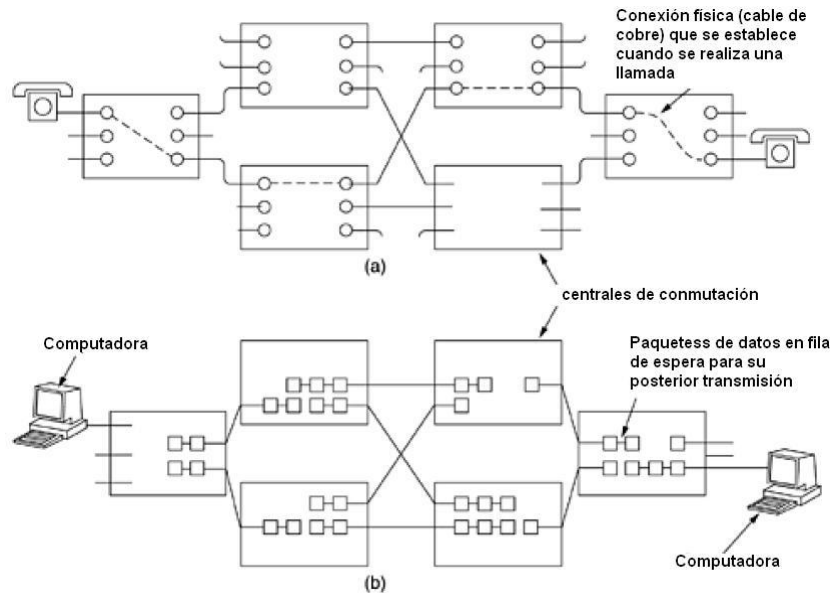 Conexión física (cable de
cobre) que se establece
cuando se realiza una
llamada
(a)
centrales de conmutación
Computadora
Paquetess de datos en fila
de espera para su
posterior transmisión
Computadora
(b)